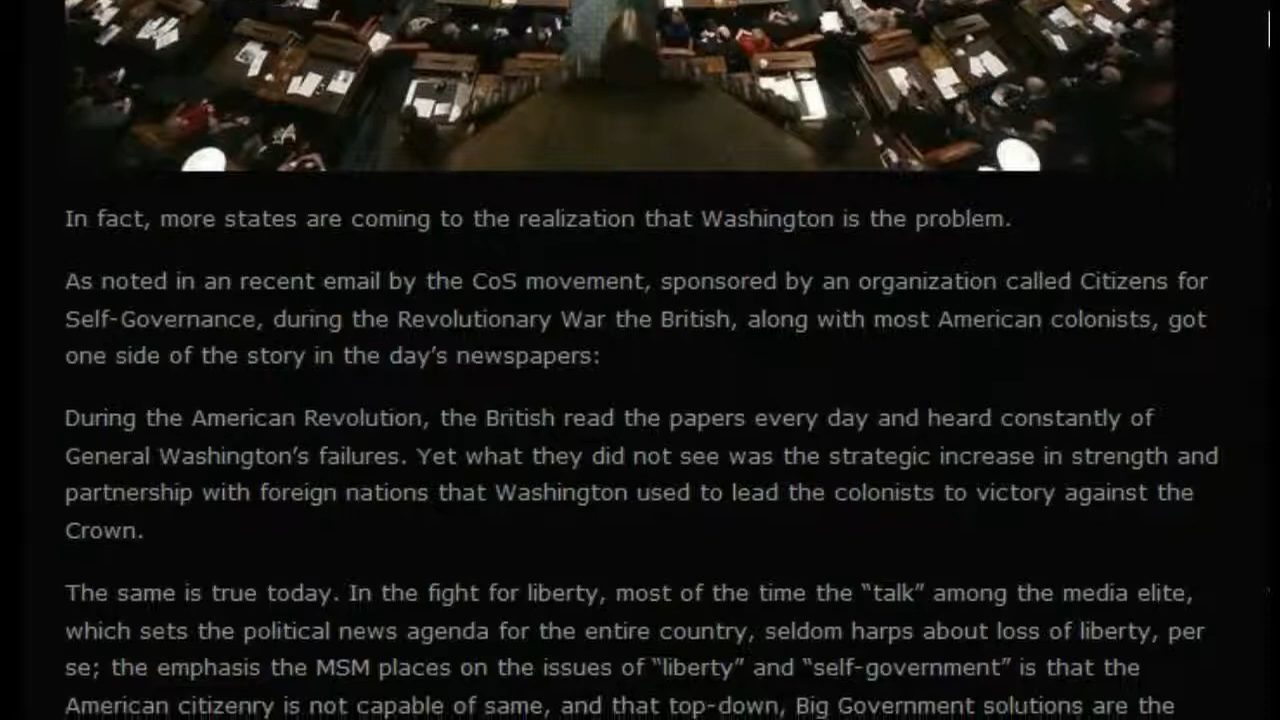 In fact, more states are coming to the realization that Washington is the problem.
As noted in an recent email by the CoS movement, sponsored by an organization called Citizens for
Self-Governance, during the Revolutionary War the British, along with most American colonists, got
one side of the story in the day’s newspapers:
During the American Revolution, the British read the papers every day and heard constantly of
General Washington’s failures. Yet what they did not see was the strategic increase in strength and
partnership with foreign nations that Washington used to lead the colonists to victory against the
Crown.
The same is true today. In the fight for liberty, most of the time the “talk” among the media elite,
which sets the political news agenda for the entire country, seldom harps about loss of liberty, per
se; the emphasis the MSM places on the issues of “liberty” and “self-government” is that the
American citizenry is not capable of same, and that top-down, Big Government solutions are the